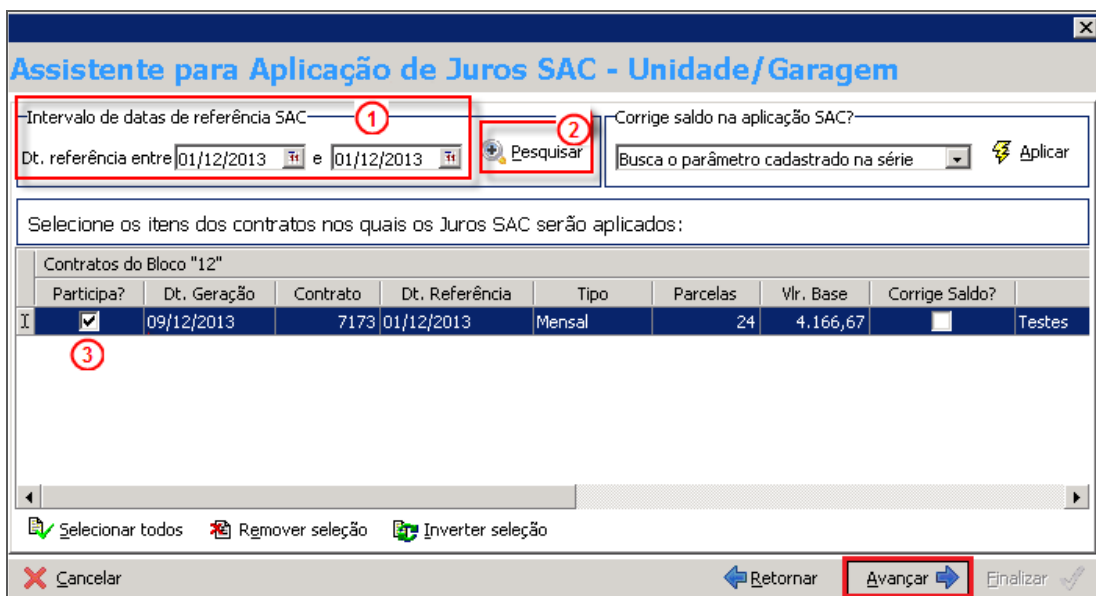 Assistente para Aplicação de Juros SAC - Unidade/Garagem
Intervalo de datas de referência SAC
1
Dt. referência entre 01/12/2013 e 01/12/2013
2
Pesquisar
Corrige saldo na aplicação SAC?
Busca o parâmetro cadastrado na série
Aplicar
Selecione os itens dos contratos nos quais os Juros SAC serão aplicados:
Contratos do Bloco "12"
Participa? Dt. Geração Contrato Dt. Referência Tipo Parcelas Vlr. Base Corrige Saldo?
09/12/2013 7173 01/12/2013 Mensal 24 4.166,67 Testes
3
Selecionar todos Remover seleção Inverter seleção
Cancelar Retornar Avançar Finalizar